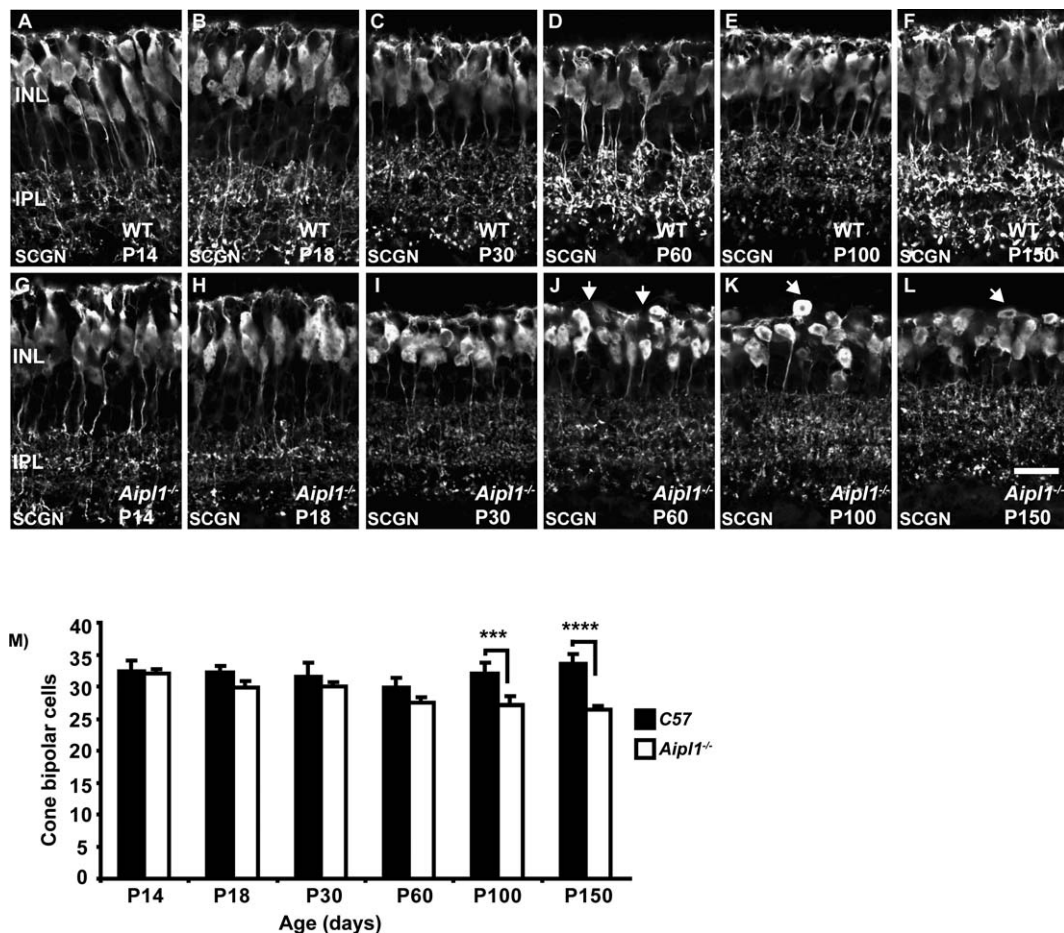 A B C D E F
INL
IPL
WT WT WT WT WT WT
SCGN P14 SCGN P18 SCGN P30 SCGN P60 SCGN P100 SCGN P150
G H I J K L
INL
IPL
Aipl1-/- Aipl1-/- Aipl1-/- Aipl1-/- Aipl1-/- Aipl1-/-
SCGN P14 SCGN P18 SCGN P30 SCGN P60 SCGN P100 SCGN P150
M)
Cone bipolar cells
40
35
30
25
20
15
10
5
0
*** ****
C57
Aipl1-/-
P14 P18 P30 P60 P100 P150
Age (days)